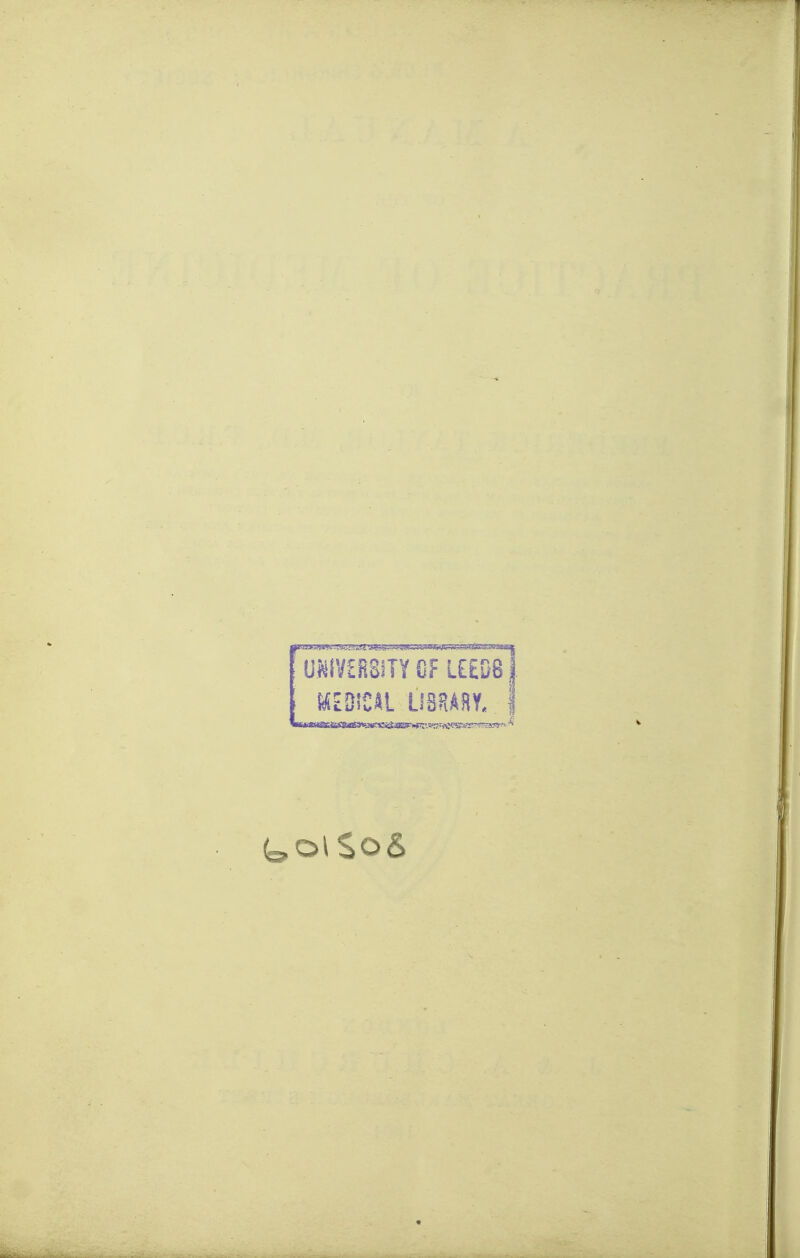 UNIVERSITY OF LEEDS
MEDICAL LIBRARY.
601508